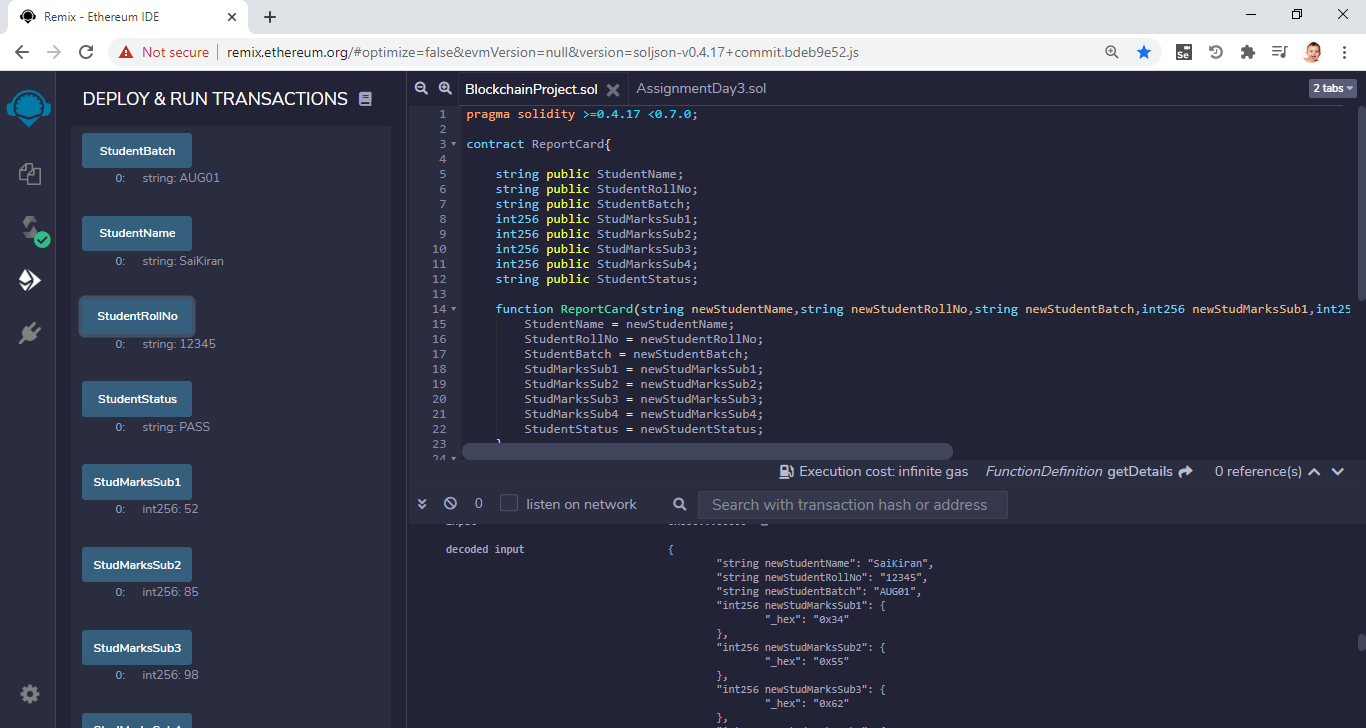 Remix - Ethereum IDE
Not secure
remix.ethereum.org/#optimize=false&evmVersion=null&version=soljson-v0.4.17+commit.bdeb9e52.js
Se
DEPLOY & RUN TRANSACTIONS
StudentBatch
0: string: AUG01
StudentName
0: string: SaiKiran
StudentRollNo
0: string: 12345
StudentStatus
0: string: PASS
StudMarksSub1
0: int256: 52
StudMarksSub2
0: int256: 85
StudMarksSub3
0: int256: 98
BlockchainProject.sol
AssignmentDay3.sol
2 tabs
1 pragma solidity >=0.4.17 <0.7.0;
2
3 contract ReportCard{
4
5 string public StudentName;
6 string public StudentRollNo;
7 string public StudentBatch;
8 int256 public StudMarksSub1;
9 int256 public StudMarksSub2;
10 int256 public StudMarksSub3;
11 int256 public StudMarksSub4;
12 string public StudentStatus;
13
14 function ReportCard(string newStudentName,string newStudentRollNo,string newStudentBatch,int256 newStudMarksSub1,int25
15 StudentName = newStudentName;
16 StudentRollNo = newStudentRollNo;
17 StudentBatch = newStudentBatch;
18 StudMarksSub1 = newStudMarksSub1;
19 StudMarksSub2 = newStudMarksSub2;
20 StudMarksSub3 = newStudMarksSub3;
21 StudMarksSub4 = newStudMarksSub4;
22 StudentStatus = newStudentStatus;
23 }
24
Execution cost: infinite gas FunctionDefinition getDetails 0 reference(s)
0 listen on network Search with transaction hash or address
decoded input {
"string newStudentName": "SaiKiran",
"string newStudentRollNo": "12345",
"string newStudentBatch": "AUG01",
"int256 newStudMarksSub1": {
"_hex": "0x34"
},
"int256 newStudMarksSub2": {
"_hex": "0x55"
},
"int256 newStudMarksSub3": {
"_hex": "0x62"
},